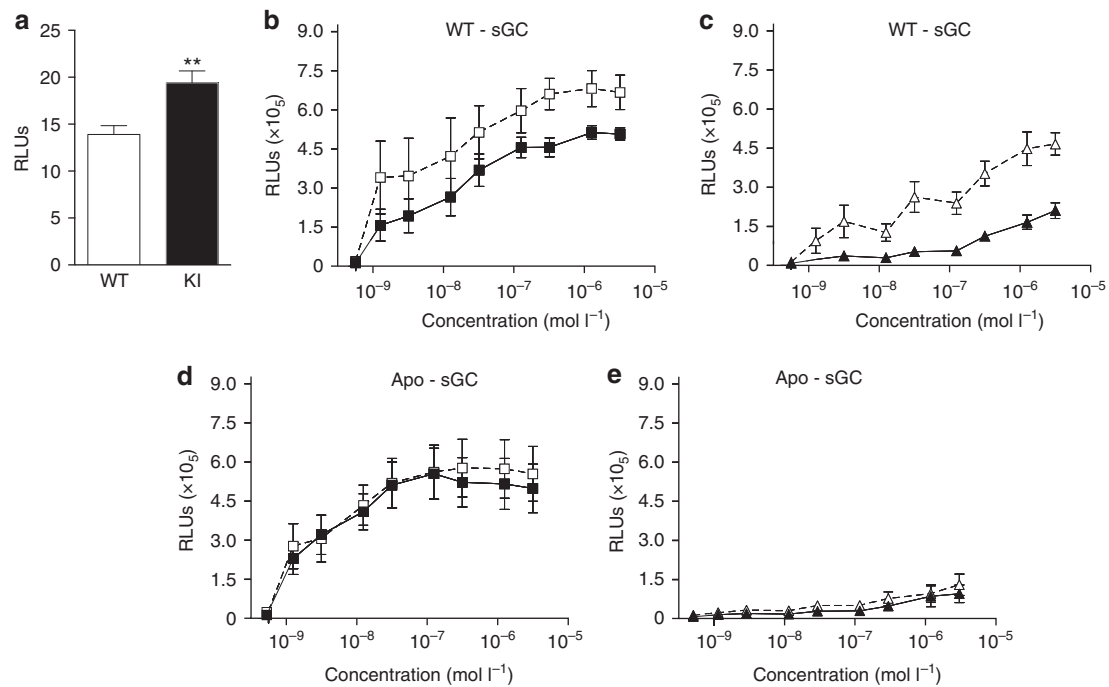 a
25
20
15
10
5
0
RLUs
**
WT KI
b
WT - sGC
9.0
7.5
6.0
4.5
3.0
1.5
0
RLUs (×10₅)
10⁻⁹ 10⁻⁸ 10⁻⁷ 10⁻⁶ 10⁻⁵
Concentration (mol l⁻¹)
c
WT - sGC
9.0
7.5
6.0
4.5
3.0
1.5
0
RLUs (×10₅)
10⁻⁹ 10⁻⁸ 10⁻⁷ 10⁻⁶ 10⁻⁵
Concentration (mol l⁻¹)
d
Apo - sGC
9.0
7.5
6.0
4.5
3.0
1.5
0
RLUs (×10₅)
10⁻⁹ 10⁻⁸ 10⁻⁷ 10⁻⁶ 10⁻⁵
Concentration (mol l⁻¹)
e
Apo - sGC
9.0
7.5
6.0
4.5
3.0
1.5
0
RLUs (×10₅)
10⁻⁹ 10⁻⁸ 10⁻⁷ 10⁻⁶ 10⁻⁵
Concentration (mol l⁻¹)